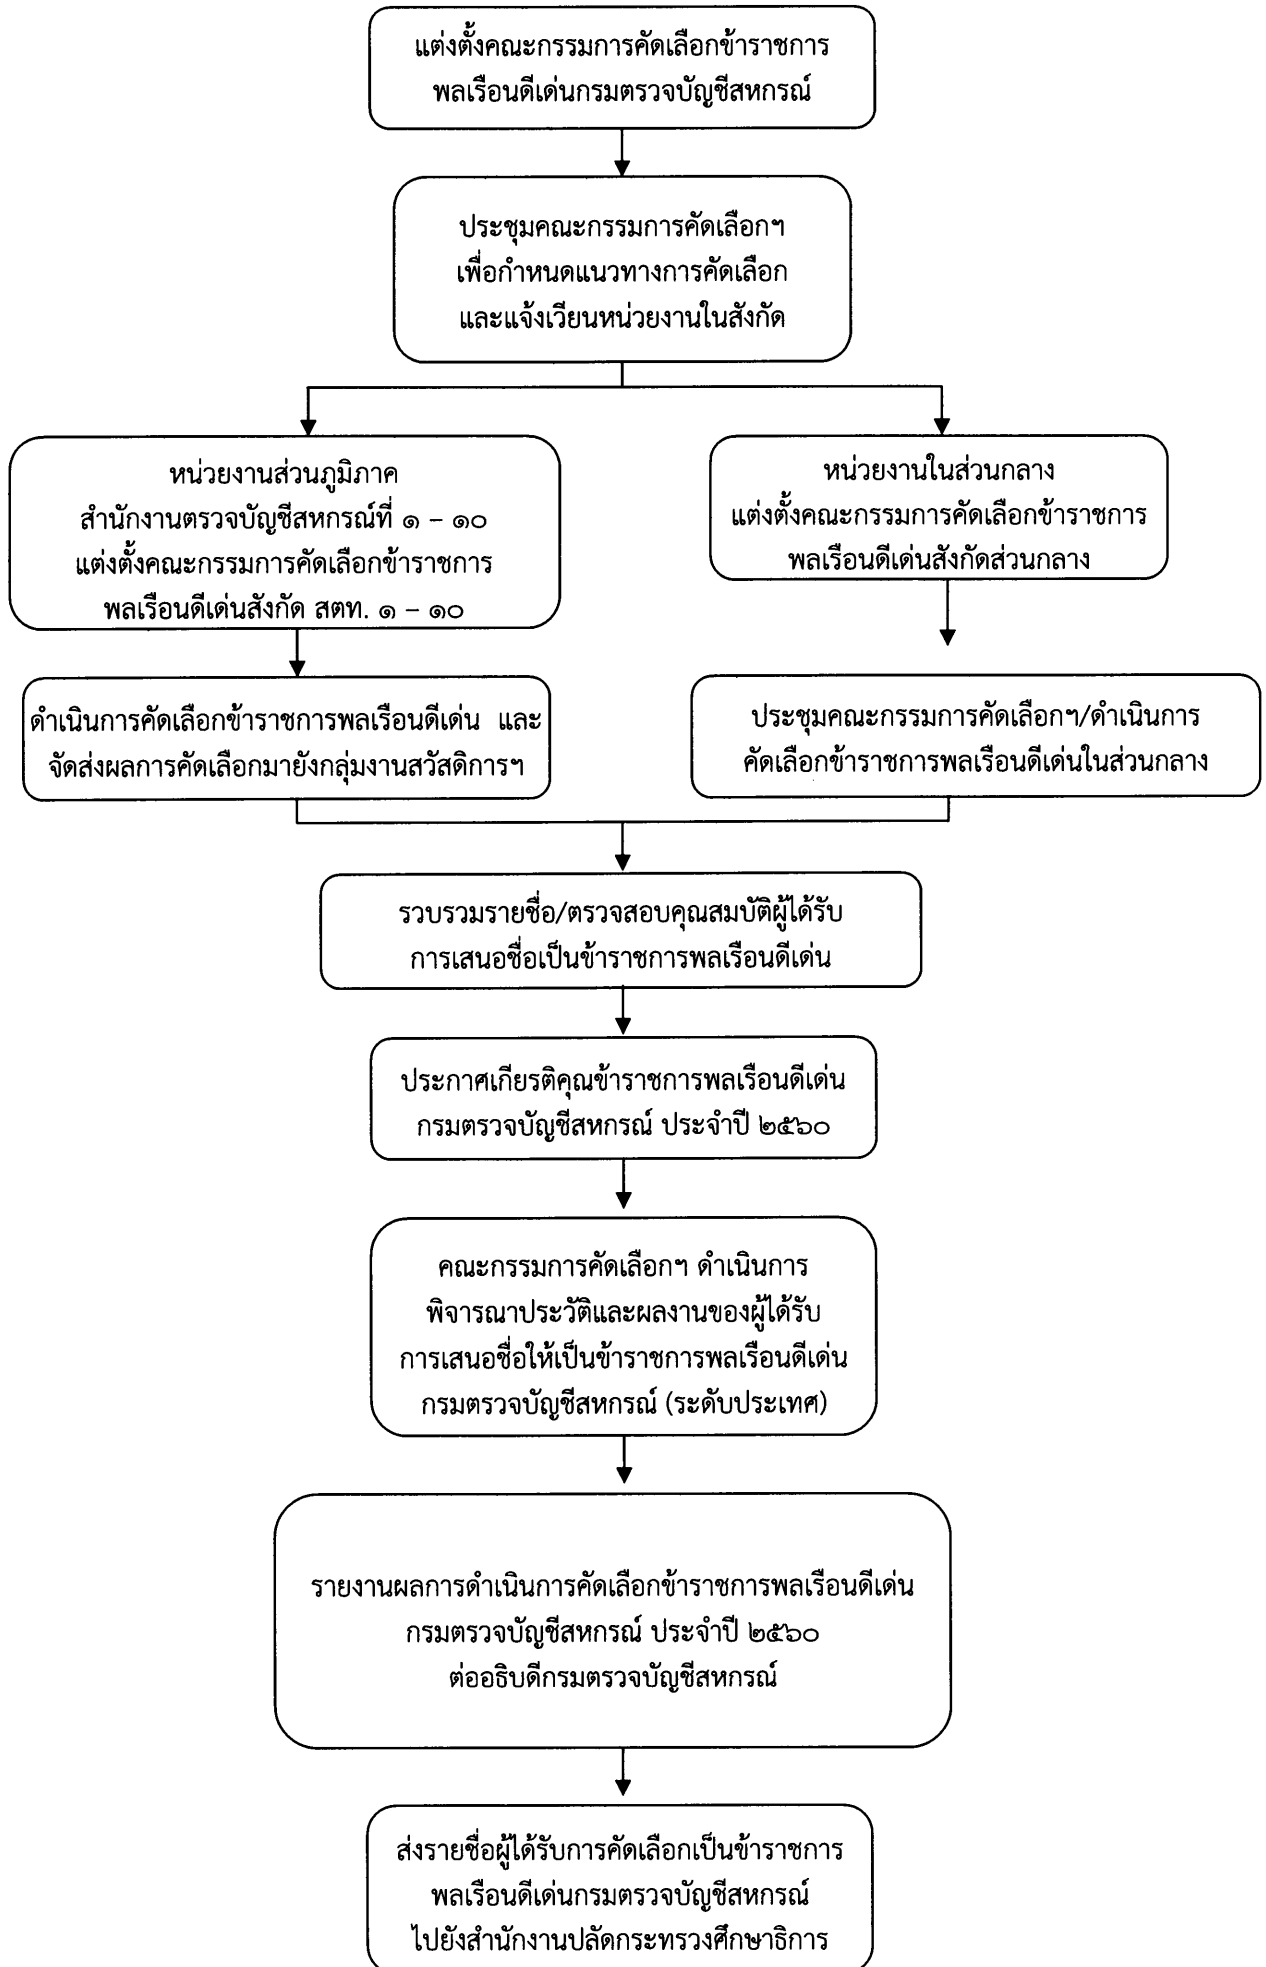 แต่งตั้งคณะกรรมการคัดเลือกข้าราชการ
พลเรือนดีเด่นกรมตรวจบัญชีสหกรณ์
ประชุมคณะกรรมการคัดเลือกฯ
เพื่อกำหนดแนวทางการคัดเลือก
และแจ้งเวียนหน่วยงานในสังกัด
หน่วยงานส่วนภูมิภาค
สำนักงานตรวจบัญชีสหกรณ์ที่ ๑ – ๑๐
แต่งตั้งคณะกรรมการคัดเลือกข้าราชการ
พลเรือนดีเด่นสังกัด สตท. ๑ – ๑๐
หน่วยงานในส่วนกลาง
แต่งตั้งคณะกรรมการคัดเลือกข้าราชการ
พลเรือนดีเด่นสังกัดส่วนกลาง
ดำเนินการคัดเลือกข้าราชการพลเรือนดีเด่น และ
จัดส่งผลการคัดเลือกมายังกลุ่มงานสวัสดิการฯ
ประชุมคณะกรรมการคัดเลือกฯ/ดำเนินการ
คัดเลือกข้าราชการพลเรือนดีเด่นในส่วนกลาง
รวบรวมรายชื่อ/ตรวจสอบคุณสมบัติผู้ได้รับ
การเสนอชื่อเป็นข้าราชการพลเรือนดีเด่น
ประกาศเกียรติคุณข้าราชการพลเรือนดีเด่น
กรมตรวจบัญชีสหกรณ์ ประจำปี ๒๕๖๐
คณะกรรมการคัดเลือกฯ ดำเนินการ
พิจารณาประวัติและผลงานของผู้ได้รับ
การเสนอชื่อให้เป็นข้าราชการพลเรือนดีเด่น
กรมตรวจบัญชีสหกรณ์ (ระดับประเทศ)
รายงานผลการดำเนินการคัดเลือกข้าราชการพลเรือนดีเด่น
กรมตรวจบัญชีสหกรณ์ ประจำปี ๒๕๖๐
ต่ออธิบดีกรมตรวจบัญชีสหกรณ์
ส่งรายชื่อผู้ได้รับการคัดเลือกเป็นข้าราชการ
พลเรือนดีเด่นกรมตรวจบัญชีสหกรณ์
ไปยังสำนักงานปลัดกระทรวงศึกษาธิการ